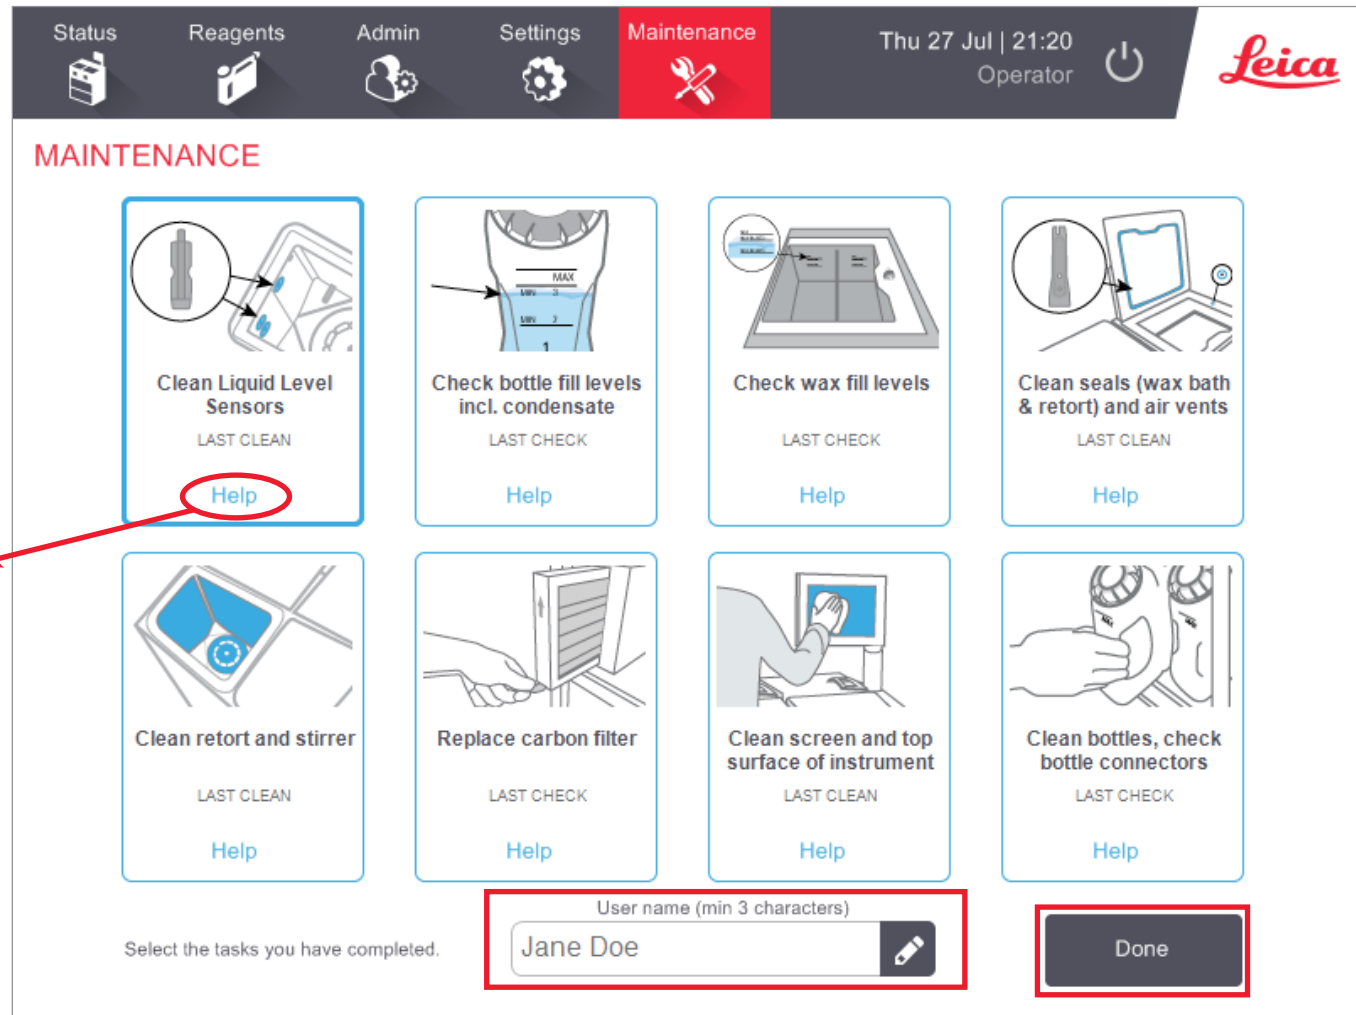 Status Reagents Admin Settings Maintenance Thu 27 Jul | 21:20
Operator
Leica
MAINTENANCE
MAX
MIN 3
MIN 2
1
Clean Liquid Level
Sensors
LAST CLEAN
Help
Check bottle fill levels
incl. condensate
LAST CHECK
Help
Check wax fill levels
LAST CHECK
Help
Clean seals (wax bath
& retort) and air vents
LAST CLEAN
Help
Clean retort and stirrer
LAST CLEAN
Help
Replace carbon filter
LAST CHECK
Help
Clean screen and top
surface of instrument
LAST CLEAN
Help
Clean bottles, check
bottle connectors
LAST CHECK
Help
Select the tasks you have completed.
User name (min 3 characters)
Jane Doe
Done